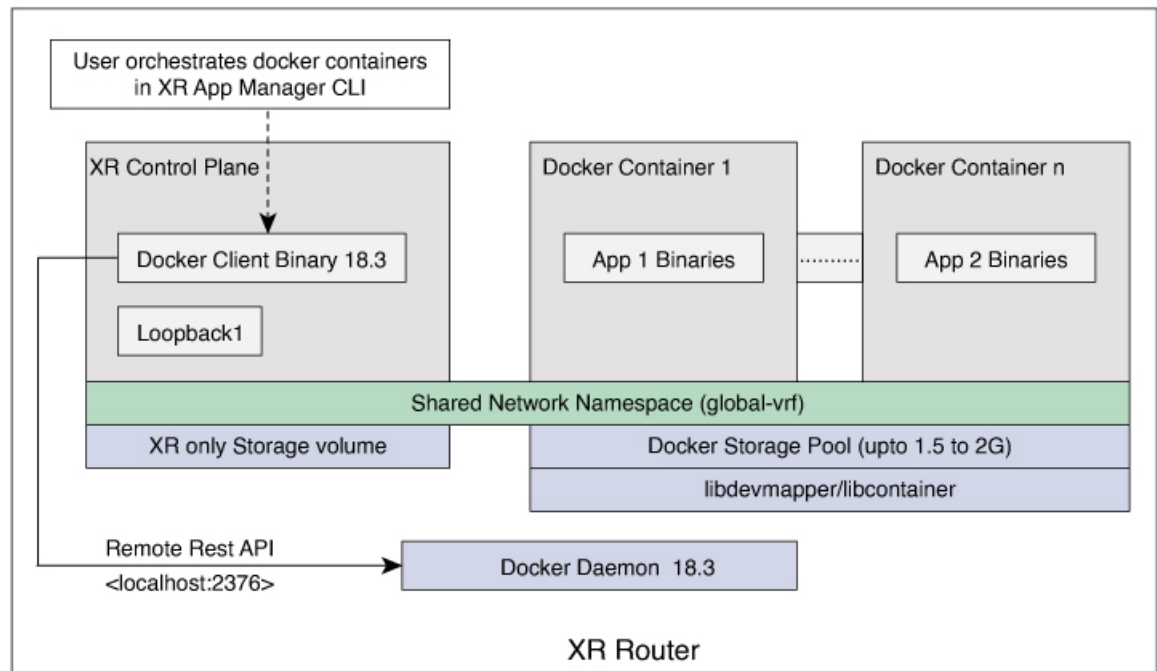 User orchestrates docker containers
in XR App Manager CLI
XR Control Plane
Docker Client Binary 18.3
Loopback1
Docker Container 1
App 1 Binaries
..........
Docker Container n
App 2 Binaries
Shared Network Namespace (global-vrf)
XR only Storage volume
Docker Storage Pool (upto 1.5 to 2G)
libdevmapper/libcontainer
Remote Rest API
<localhost:2376>
Docker Daemon 18.3
XR Router